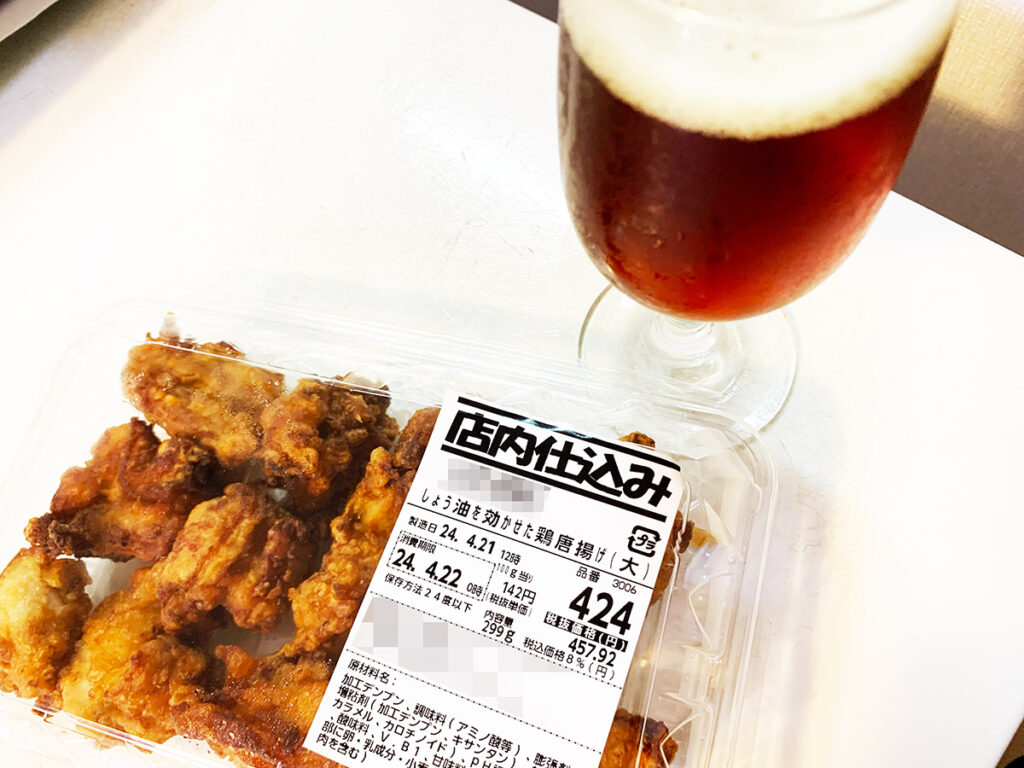 店内仕込み
しょう油を効かせた鶏唐揚げ(大)
製造日 24. 4.21 12時
消費期限
24. 4.22 0時
100g当り
142円
(税抜単価)
品番 3006
プラ
424
税抜価格(円)
457.92
税込価格8%(円)
保存方法24度以下
内容量
299g
原材料名:
加工デンプン、調味料(アミノ酸等)、膨張剤
増粘剤(加工デンプン、キサンタン)、
カラメル・カロチノイド)、pH
、酸味料、V.B1、甘味料
部に卵・乳成分・小麦
肉を含む)